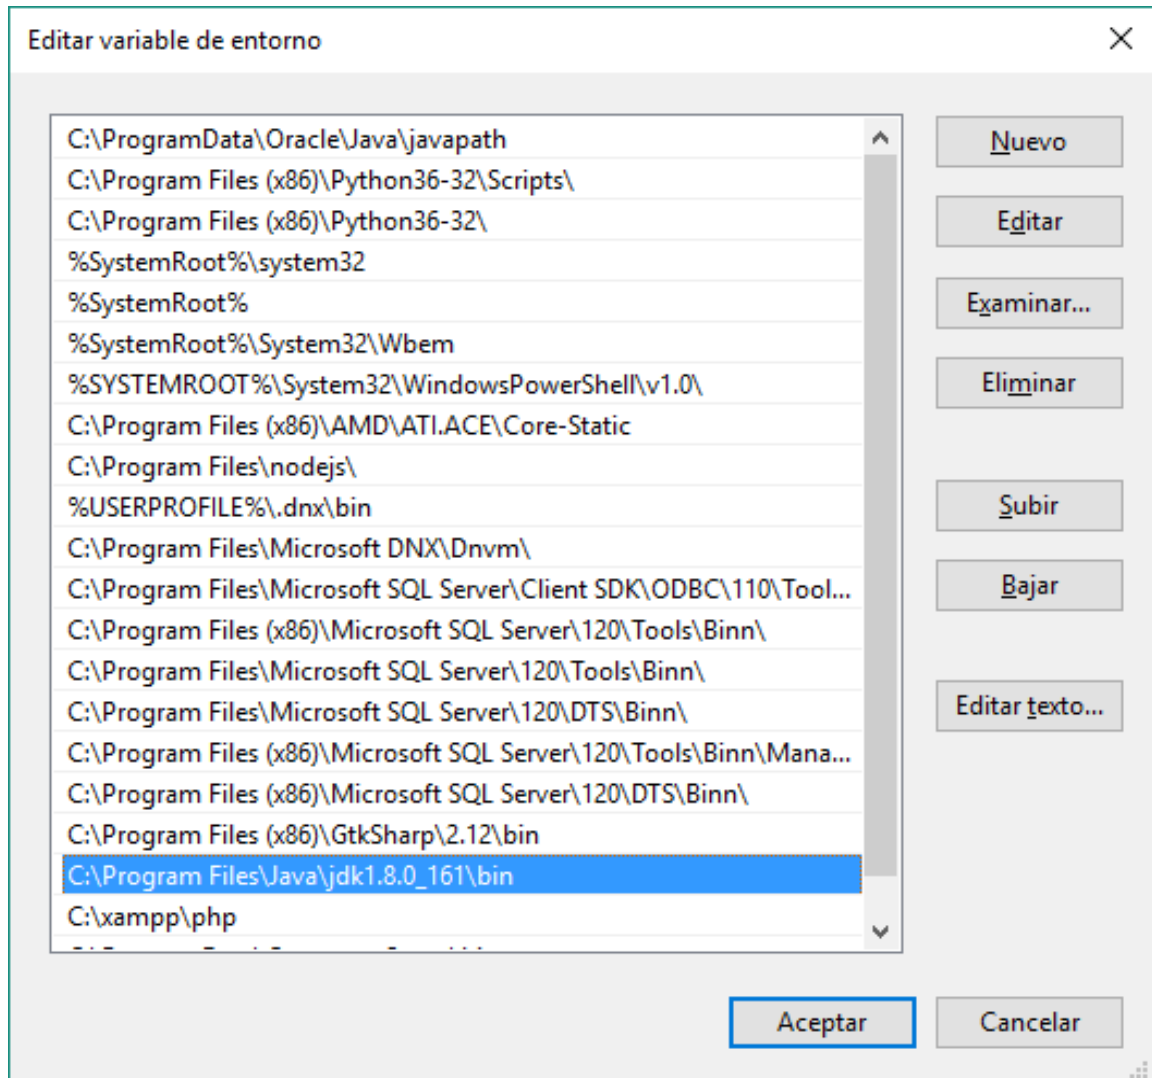 Editar variable de entorno
C:\ProgramData\Oracle\Java\javapath
C:\Program Files (x86)\Python36-32\Scripts\
C:\Program Files (x86)\Python36-32\
%SystemRoot%\system32
%SystemRoot%
%SystemRoot%\System32\Wbem
%SYSTEMROOT%\System32\WindowsPowerShell\v1.0\
C:\Program Files (x86)\AMD\ATI.ACE\Core-Static
C:\Program Files\nodejs\
%USERPROFILE%\.dnx\bin
C:\Program Files\Microsoft DNX\Dnvm\
C:\Program Files\Microsoft SQL Server\Client SDK\ODBC\110\Tool...
C:\Program Files (x86)\Microsoft SQL Server\120\Tools\Binn\
C:\Program Files\Microsoft SQL Server\120\Tools\Binn\
C:\Program Files\Microsoft SQL Server\120\DTS\Binn\
C:\Program Files (x86)\Microsoft SQL Server\120\Tools\Binn\Mana...
C:\Program Files (x86)\Microsoft SQL Server\120\DTS\Binn\
C:\Program Files (x86)\GtkSharp\2.12\bin
C:\Program Files\Java\jdk1.8.0_161\bin
C:\xampp\php
Nuevo
Editar
Examinar...
Eliminar
Subir
Bajar
Editar texto...
Aceptar
Cancelar